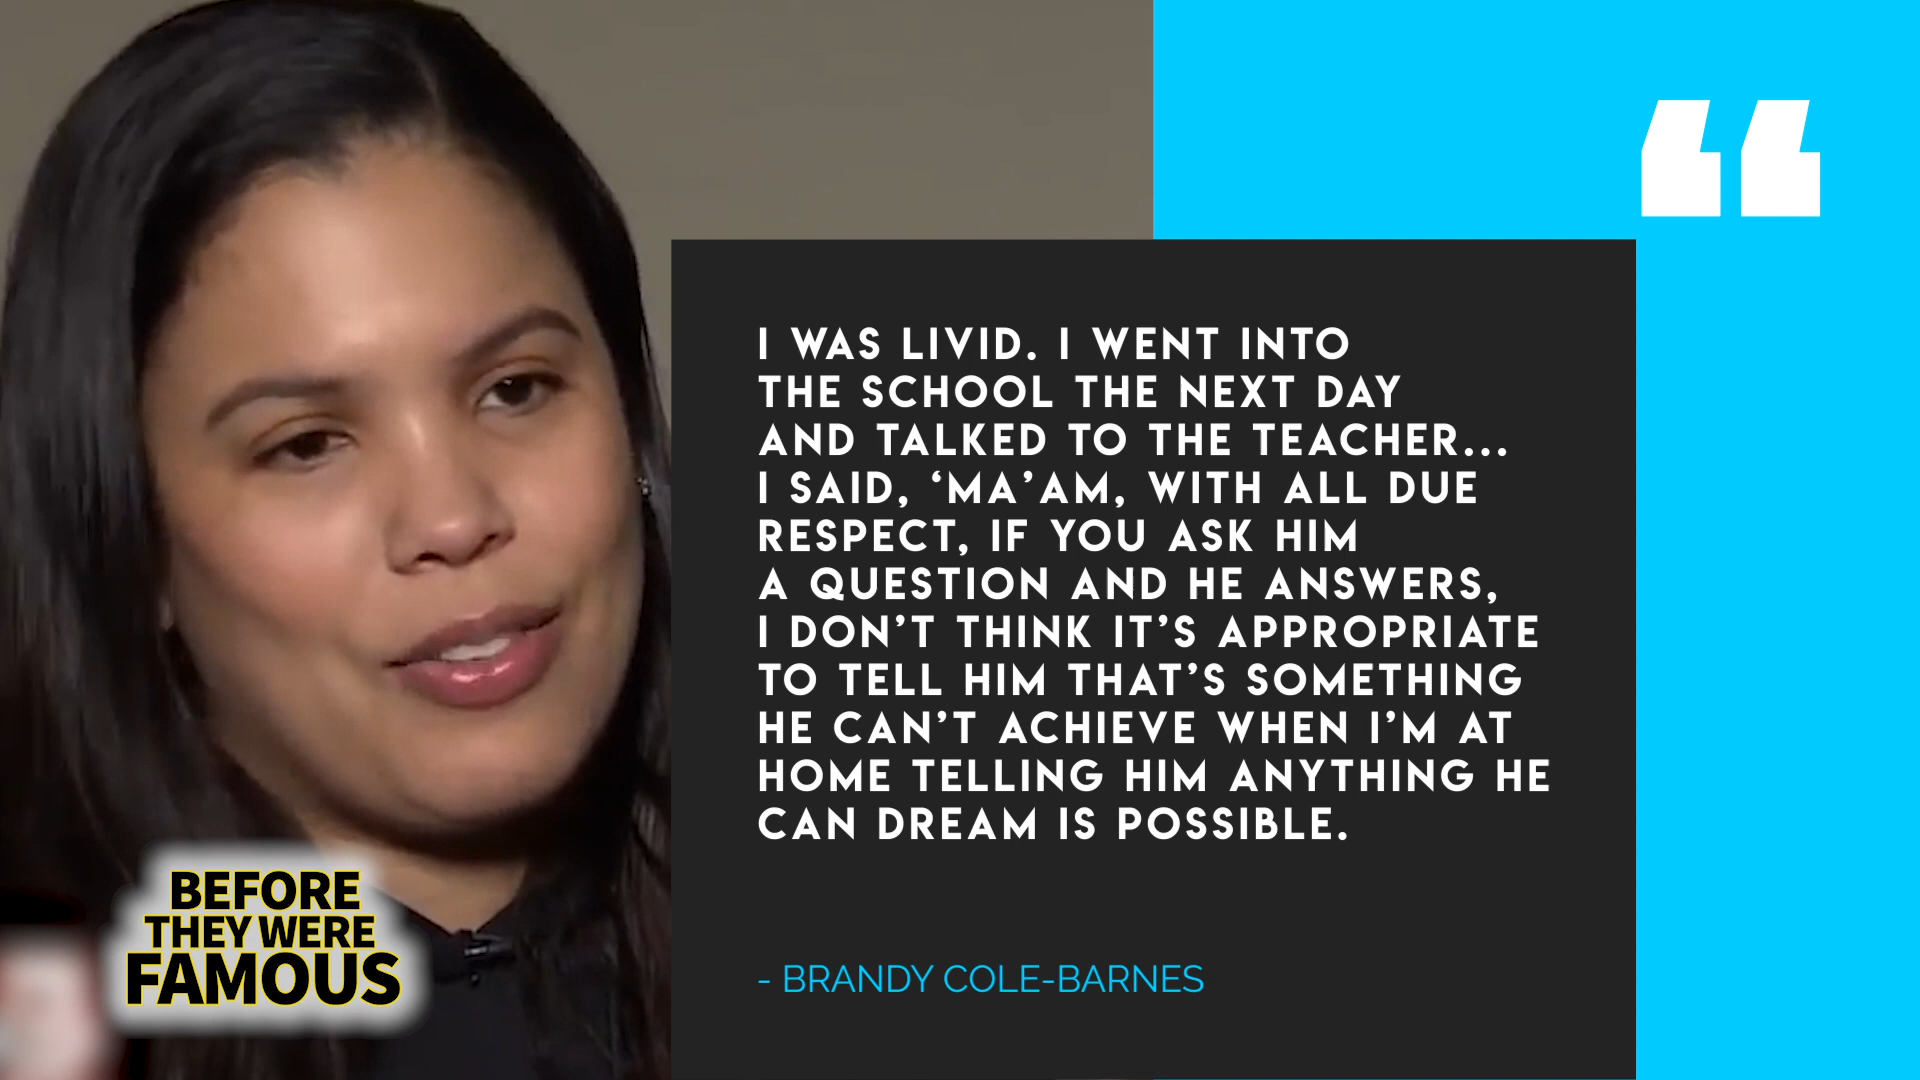 I WAS LIVID. I WENT INTO
THE SCHOOL THE NEXT DAY
AND TALKED TO THE TEACHER...
I SAID, ‘MA’AM, WITH ALL DUE
RESPECT, IF YOU ASK HIM
A QUESTION AND HE ANSWERS,
I DON’T THINK IT’S APPROPRIATE
TO TELL HIM THAT’S SOMETHING
HE CAN’T ACHIEVE WHEN I’M AT
HOME TELLING HIM ANYTHING HE
CAN DREAM IS POSSIBLE.
- BRANDY COLE-BARNES
BEFORE
THEY WERE
FAMOUS